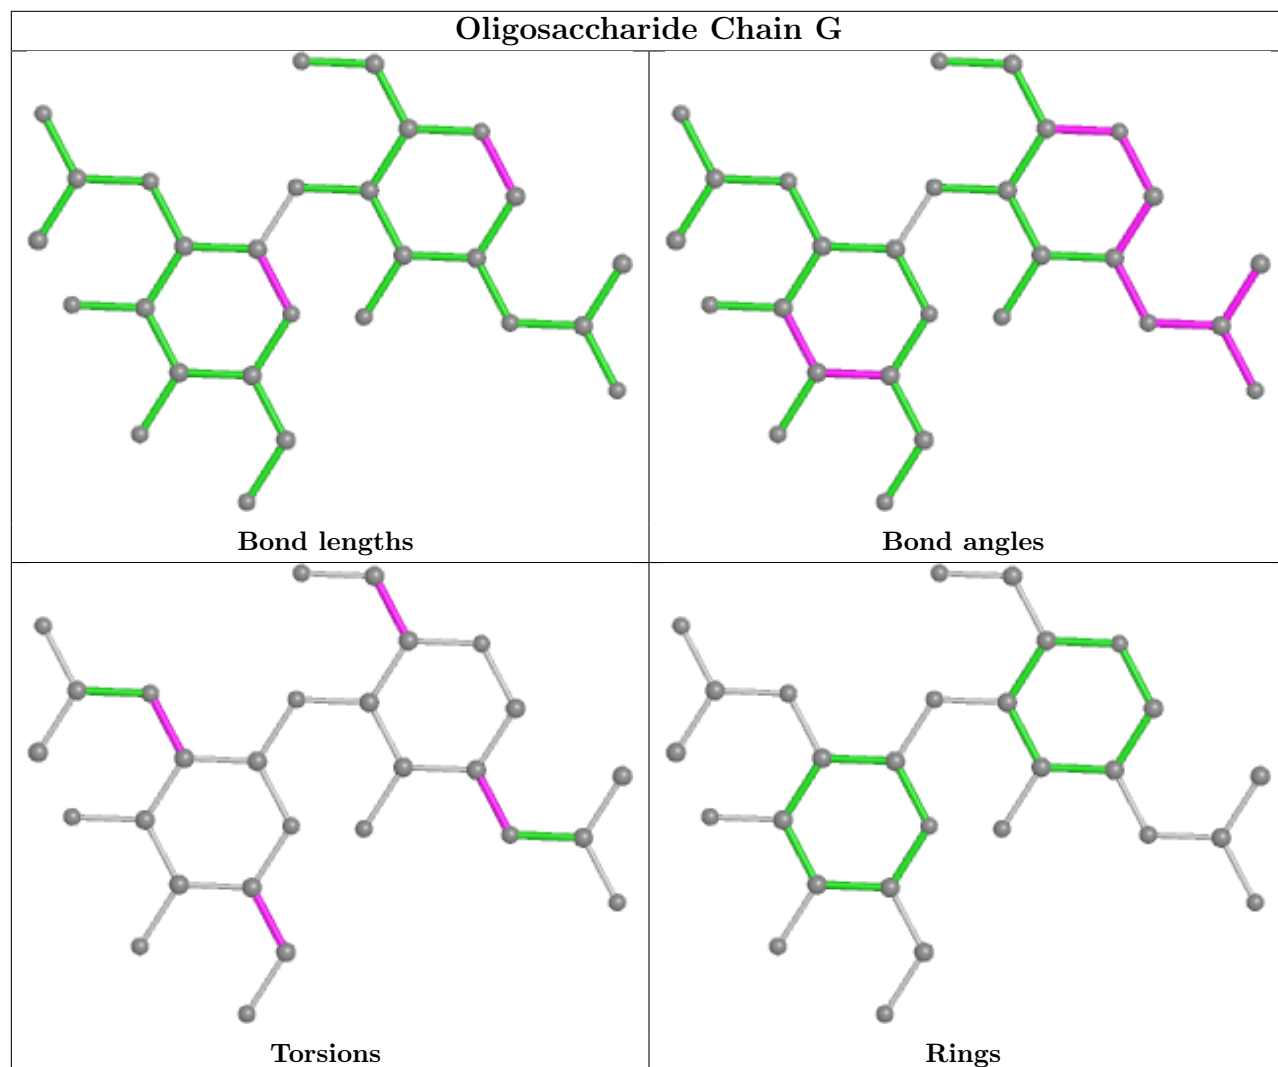 Oligosaccharide Chain G
Bond lengths
Bond angles
Torsions
Rings